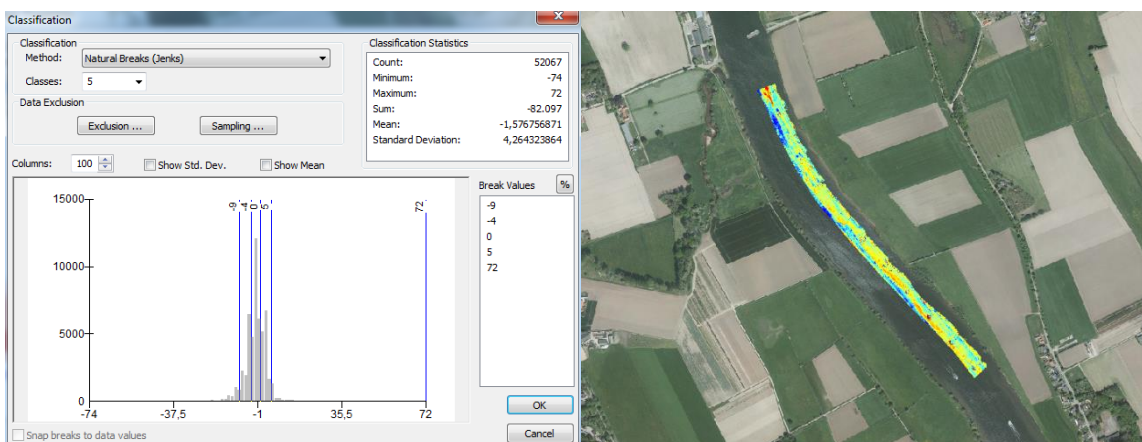 Classification
x
Classification
Method: Natural Breaks (Jenks)
Classes: 5
Data Exclusion
Exclusion ... Sampling ...
Classification Statistics
Count: 52067
Minimum: -74
Maximum: 72
Sum: -82.097
Mean: -1,576756871
Standard Deviation: 4,264323864
Columns: 100 Show Std. Dev. Show Mean
Break Values %
-9
-4
0
5
72
15000
10000
5000
0
-9 -4 0 5 72
-74 -37,5 -1 35,5 72
OK
Snap breaks to data values Cancel